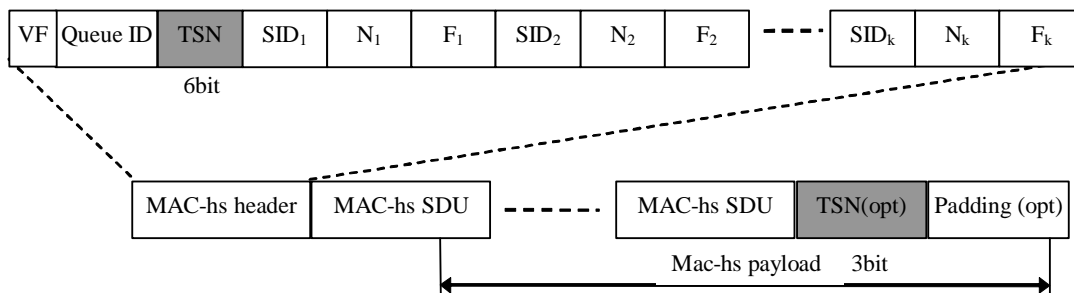 VF Queue ID TSN SID₁ N₁ F₁ SID₂ N₂ F₂ SIDₖ Nₖ Fₖ
6bit
MAC-hs header MAC-hs SDU MAC-hs SDU TSN(opt) Padding (opt)
Mac-hs payload 3bit